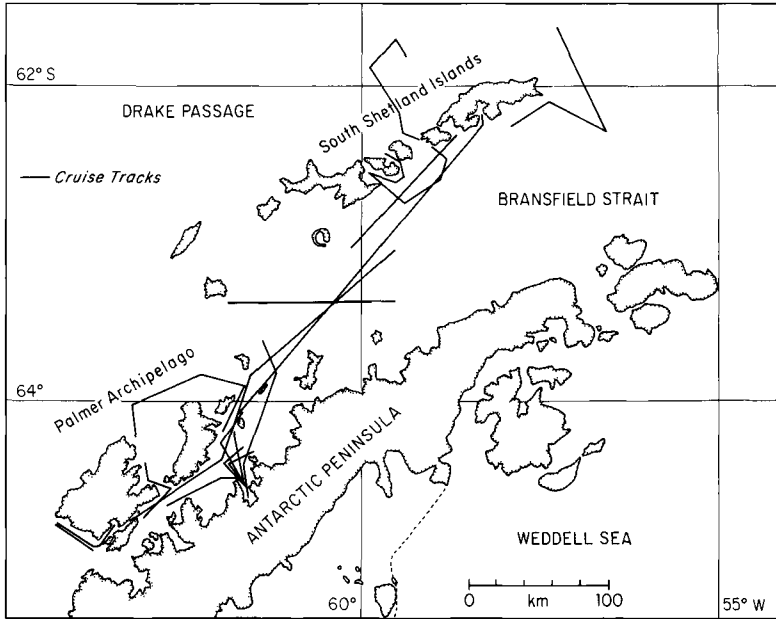 62° S
DRAKE PASSAGE
South Shetland Islands
Cruise Tracks
BRANSFIELD STRAIT
Palmer Archipelago
64°
ANTARCTIC PENINSULA
WEDDELL SEA
0 km 100
60°
55° W